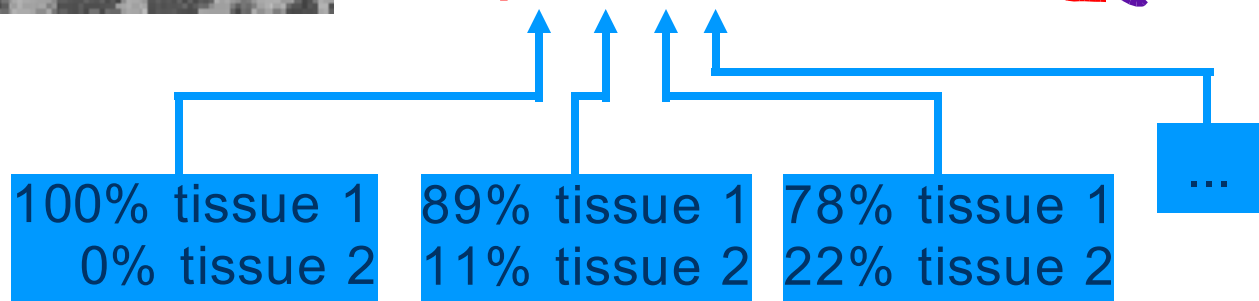 100% tissue 1
0% tissue 2
89% tissue 1
11% tissue 2
78% tissue 1
22% tissue 2
...